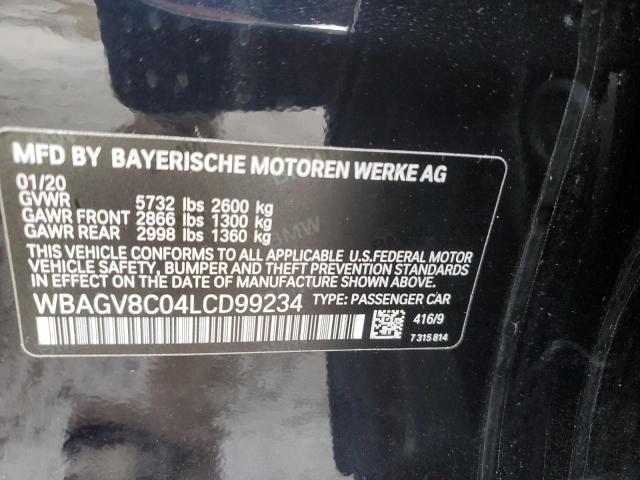 MFD BY BAYERISCHE MOTOREN WERKE AG
01/20
GVWR 5732 lbs 2600 kg
GAWR FRONT 2866 lbs 1300 kg
GAWR REAR 2998 lbs 1360 kg
THIS VEHICLE CONFORMS TO ALL APPLICABLE U.S.FEDERAL MOTOR
VEHICLE SAFETY, BUMPER AND THEFT PREVENTION STANDARDS
IN EFFECT ON THE DATE OF MANUFACTURE SHOWN ABOVE.
WBAGV8C04LCD99234 TYPE: PASSENGER CAR
416/9
7 315 814
BMW